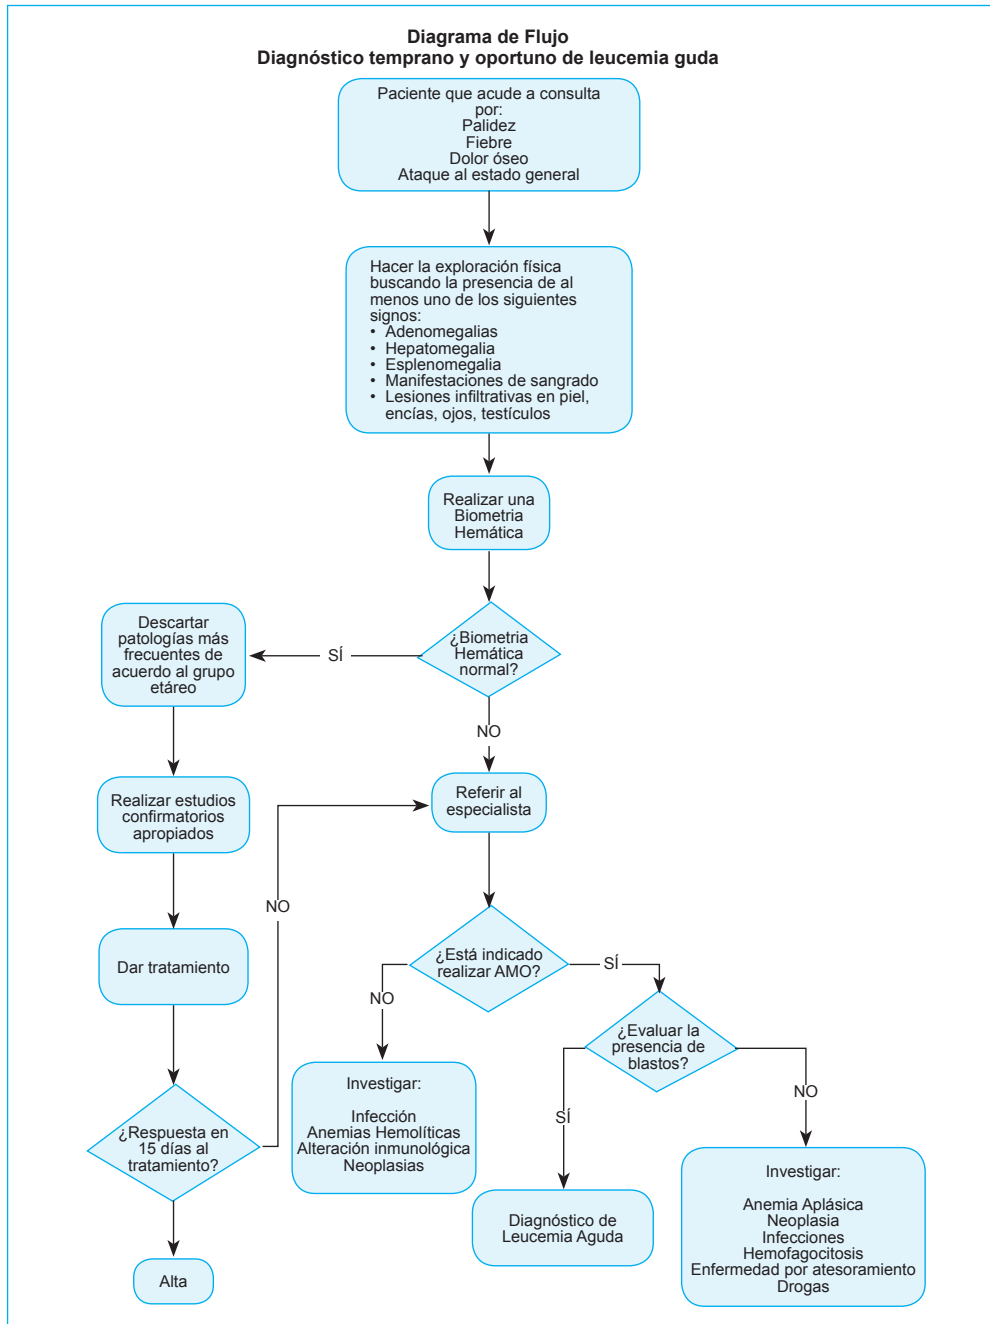 Diagrama de Flujo
Diagnóstico temprano y oportuno de leucemia guda
Paciente que acude a consulta
por:
Palidez
Fiebre
Dolor óseo
Ataque al estado general
Hacer la exploración física
buscando la presencia de al
menos uno de los siguientes
signos:
• Adenomegalias
• Hepatomegalia
• Esplenomegalia
• Manifestaciones de sangrado
• Lesiones infiltrativas en piel,
encías, ojos, testículos
Realizar una
Biometria
Hemática
¿Biometria
Hemática
normal?
SÍ
Descartar
patologías más
frecuentes de
acuerdo al grupo
etáreo
NO
Realizar estudios
confirmatorios
apropiados
Referir al
especialista
NO
Dar tratamiento
¿Está indicado
realizar AMO?
SÍ
NO
¿Evaluar la
presencia de
blastos?
SÍ
NO
¿Respuesta en
15 días al
tratamiento?
Investigar:
Infección
Anemias Hemolíticas
Alteración inmunológica
Neoplasias
Diagnóstico de
Leucemia Aguda
Investigar:
Anemia Aplásica
Neoplasia
Infecciones
Hemofagocitosis
Enfermedad por atesoramiento
Drogas
Alta